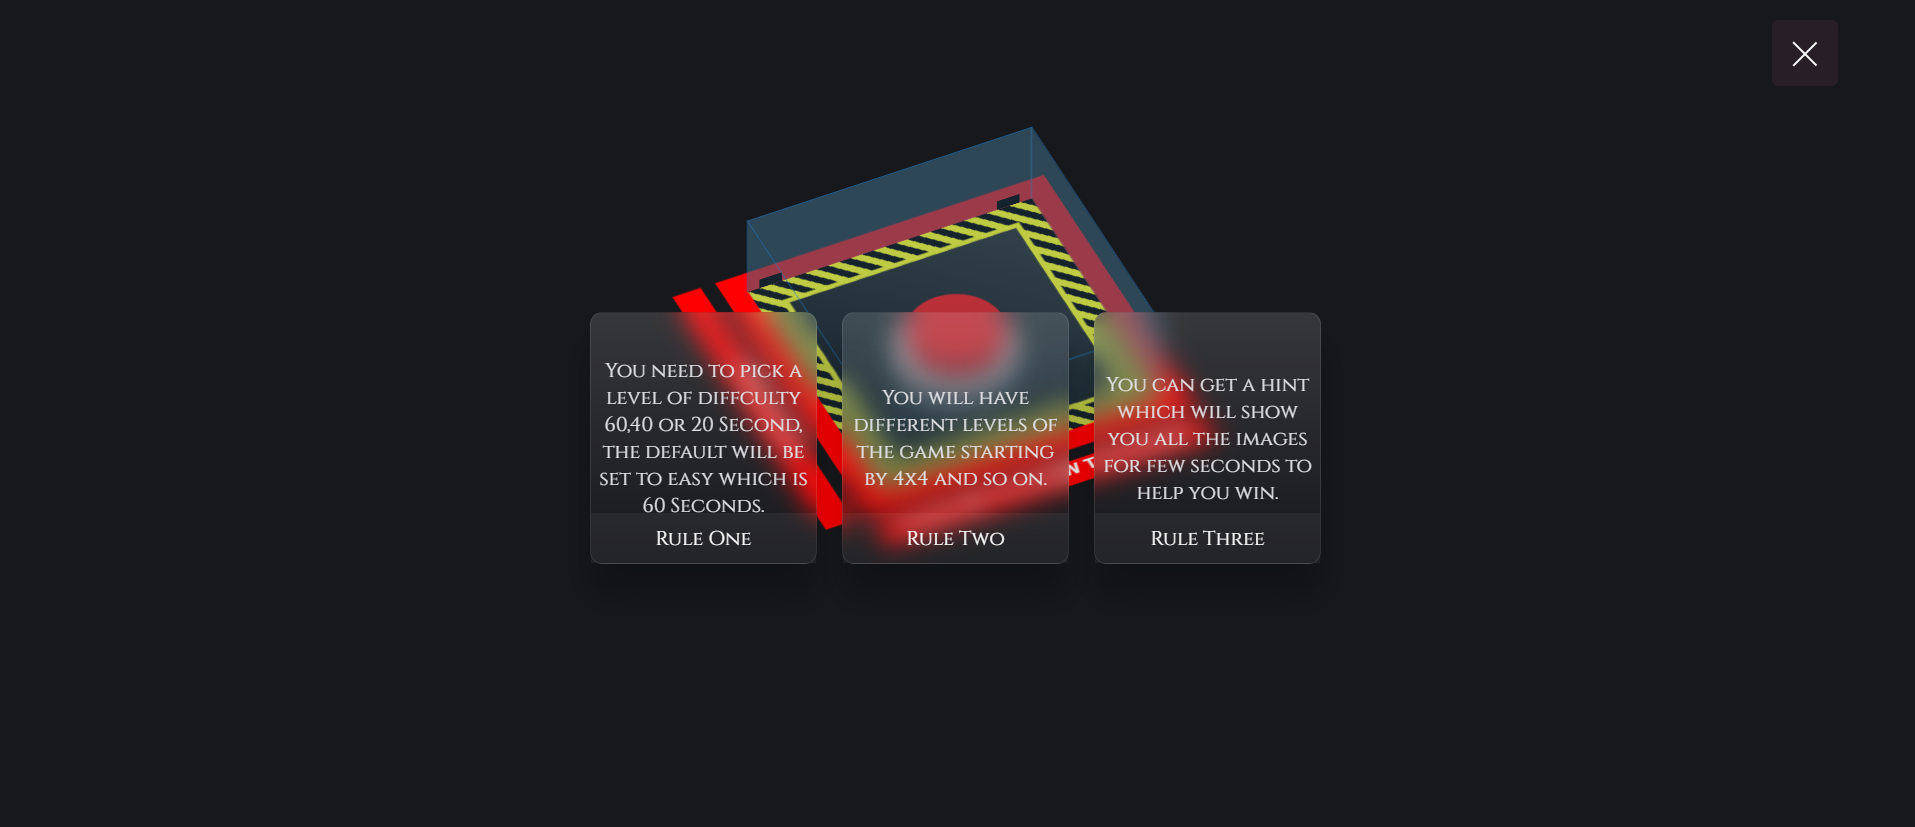 You need to pick a
level of diffculty
60,40 or 20 Second,
the default will be
set to easy which is
60 Seconds.
Rule One
You will have
different levels of
the game starting
by 4x4 and so on.
Rule Two
You can get a hint
which will show
you all the images
for few seconds to
help you win.
Rule Three